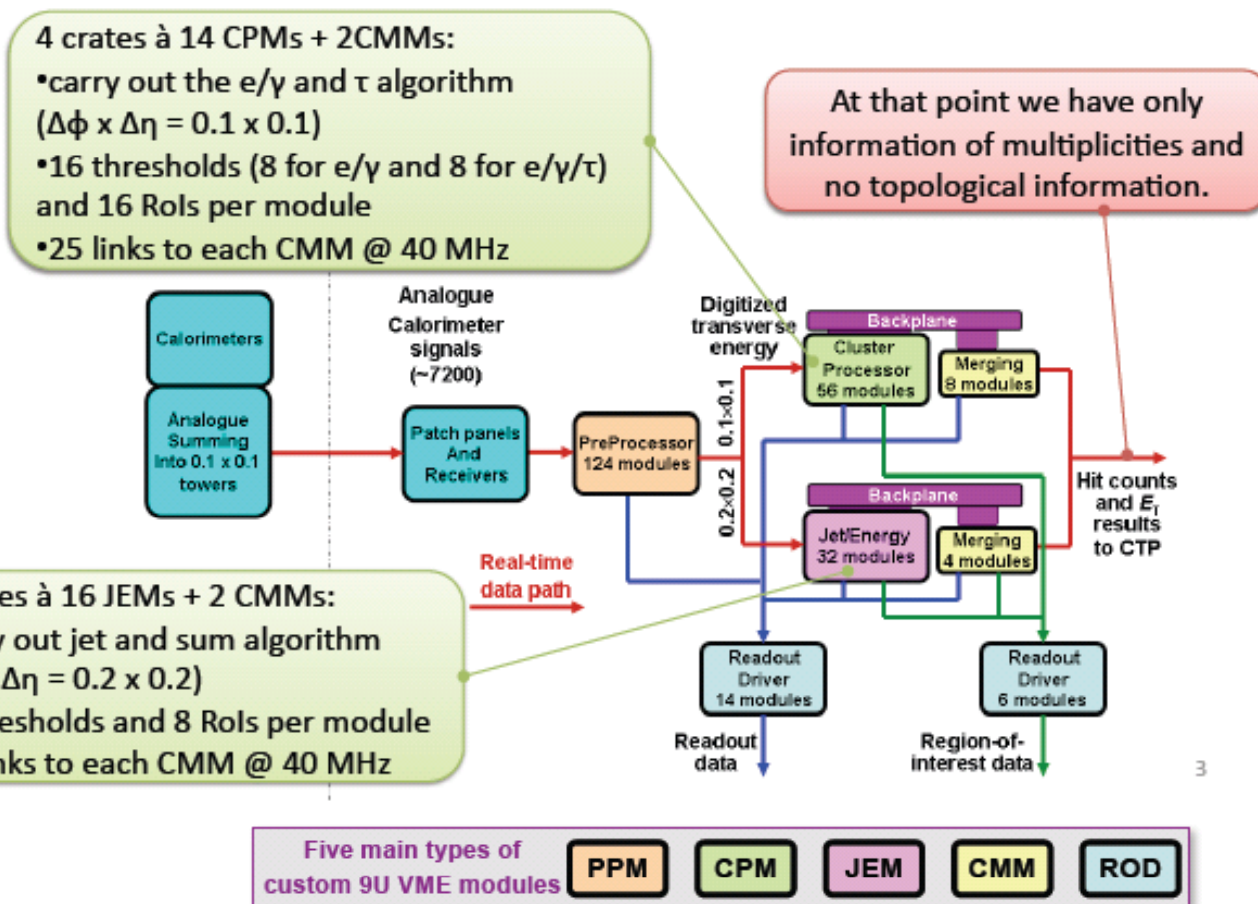 4 crates à 14 CPMs + 2CMMs:
•carry out the e/γ and τ algorithm
(Δϕ x Δη = 0.1 x 0.1)
•16 thresholds (8 for e/γ and 8 for e/γ/τ)
and 16 RoIs per module
•25 links to each CMM @ 40 MHz
At that point we have only
information of multiplicities and
no topological information.
Calorimeters
Analogue
Summing
Into 0.1 x 0.1
towers
Analogue
Calorimeter
signals
(~7200)
Patch panels
And
Receivers
PreProcessor
124 modules
Digitized
transverse
energy
0.1×0.1
0.2×0.2
Backplane
Cluster
Processor
56 modules
Merging
8 modules
Backplane
Jet/Energy
32 modules
Merging
4 modules
Hit counts
and ET
results
to CTP
Real-time
data path
es à 16 JEMs + 2 CMMs:
y out jet and sum algorithm
Δη = 0.2 x 0.2)
resholds and 8 RoIs per module
nks to each CMM @ 40 MHz
Readout
Driver
14 modules
Readout
Driver
6 modules
Readout
data
Region-of-
interest data
3
Five main types of
custom 9U VME modules
PPM
CPM
JEM
CMM
ROD